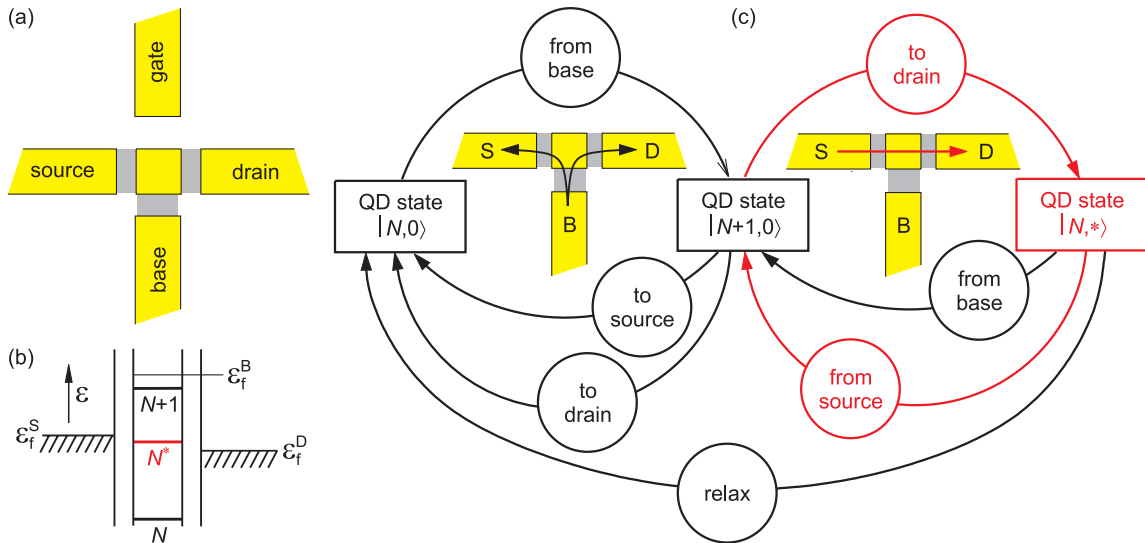 (a)
gate
source
drain
base
(b)
ε
ε_f^B
N+1
ε_f^S
N*
ε_f^D
N
(c)
from
base
to
drain
S
D
B
S
D
B
QD state
|N,0⟩
QD state
|N+1,0⟩
QD state
|N,*⟩
to
source
from
base
to
drain
from
source
relax